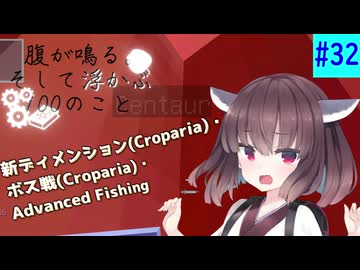 #32
腹が鳴る
そして浮かぶ
100のこと
entaur
新ディメンション(Croparia)・
ボス戦(Croparia)・
Advanced Fishing